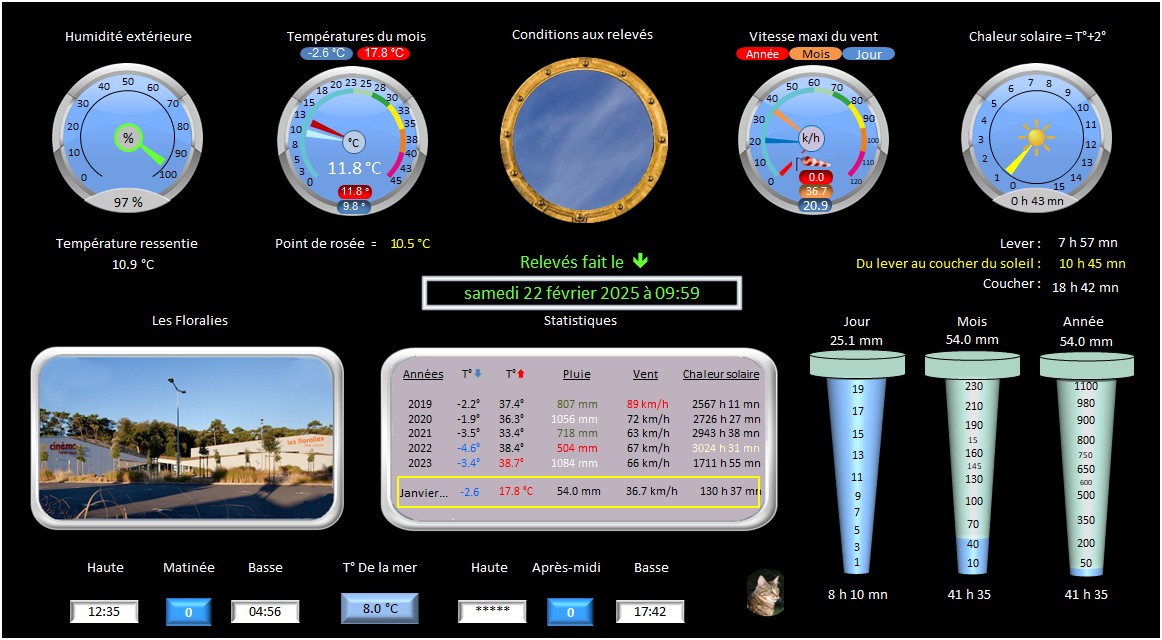 Humidité extérieure
Températures du mois
-2.6 °C 17.8 °C
Conditions aux relevés
Vitesse maxi du vent
Année Mois Jour
Chaleur solaire = T°+2°
0 10 20 30 40 50 60 70 80 90 100
%
97 %
0 3 5 8 10 13 15 18 20 23 25 28 30 33 35 38 40 43 45
°C
11.8 °C
11.8 °
9.8 °
0 10 20 30 40 50 60 70 80 90 100 110 120
k/h
0.0
36.7
20.9
0 1 2 3 4 5 6 7 8 9 10 11 12 13 14 15
0 h 43 mn
Température ressentie
10.9 °C
Point de rosée = 10.5 °C
Relevés fait le
samedi 22 février 2025 à 09:59
Lever : 7 h 57 mn
Du lever au coucher du soleil : 10 h 45 mn
Coucher : 18 h 42 mn
Les Floralies
cinéma
les floralies
Statistiques
Années T° T° Pluie Vent Chaleur solaire
2019 -2.2° 37.4° 807 mm 89 km/h 2567 h 11 mn
2020 -1.9° 36.3° 1056 mm 72 km/h 2726 h 27 mn
2021 -3.5° 33.4° 718 mm 63 km/h 2943 h 38 mn
2022 -4.6° 38.4° 504 mm 67 km/h 3024 h 31 mn
2023 -3.4° 38.7° 1084 mm 66 km/h 1711 h 55 mn
Janvier... -2.6 17.8 °C 54.0 mm 36.7 km/h 130 h 37 mn
Jour
25.1 mm
19
17
15
13
11
9
7
5
3
1
8 h 10 mn
Mois
54.0 mm
230
210
190
15
160
145
130
100
70
40
10
41 h 35
Année
54.0 mm
1100
980
900
800
750
650
600
500
350
200
50
41 h 35
Haute Matinée Basse T° De la mer Haute Après-midi Basse
12:35 0 04:56 8.0 °C ***** 0 17:42